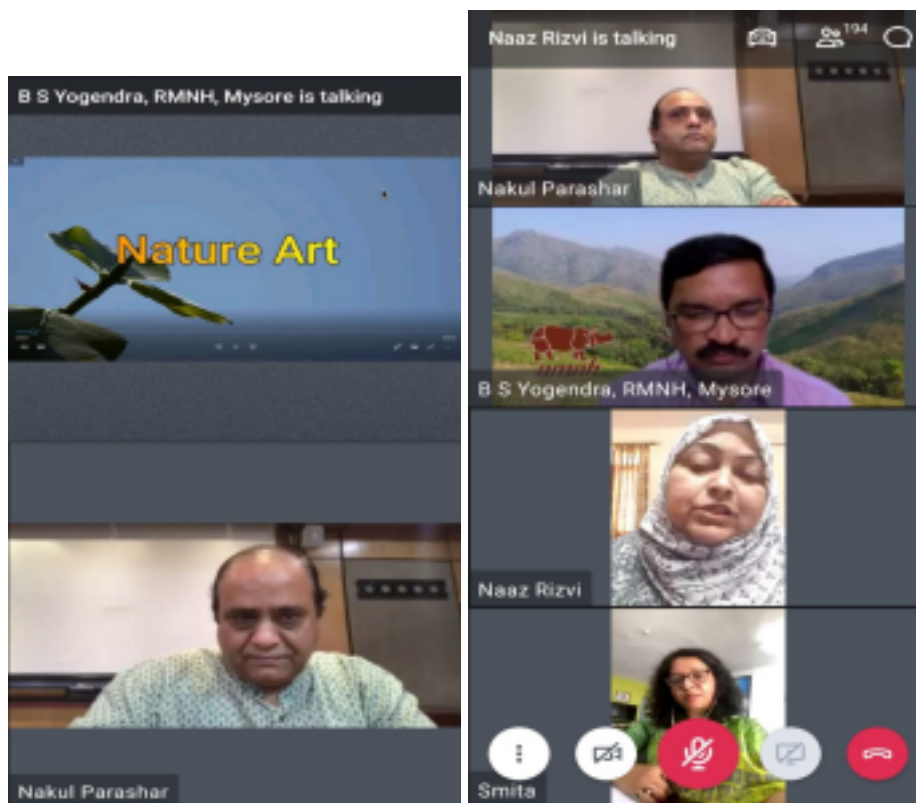 B S Yogendra, RMNH, Mysore is talking
Nature Art
Nakul Parashar
Naaz Rizvi is talking
194
Nakul Parashar
B S Yogendra, RMNH, Mysore
Naaz Rizvi
Smita